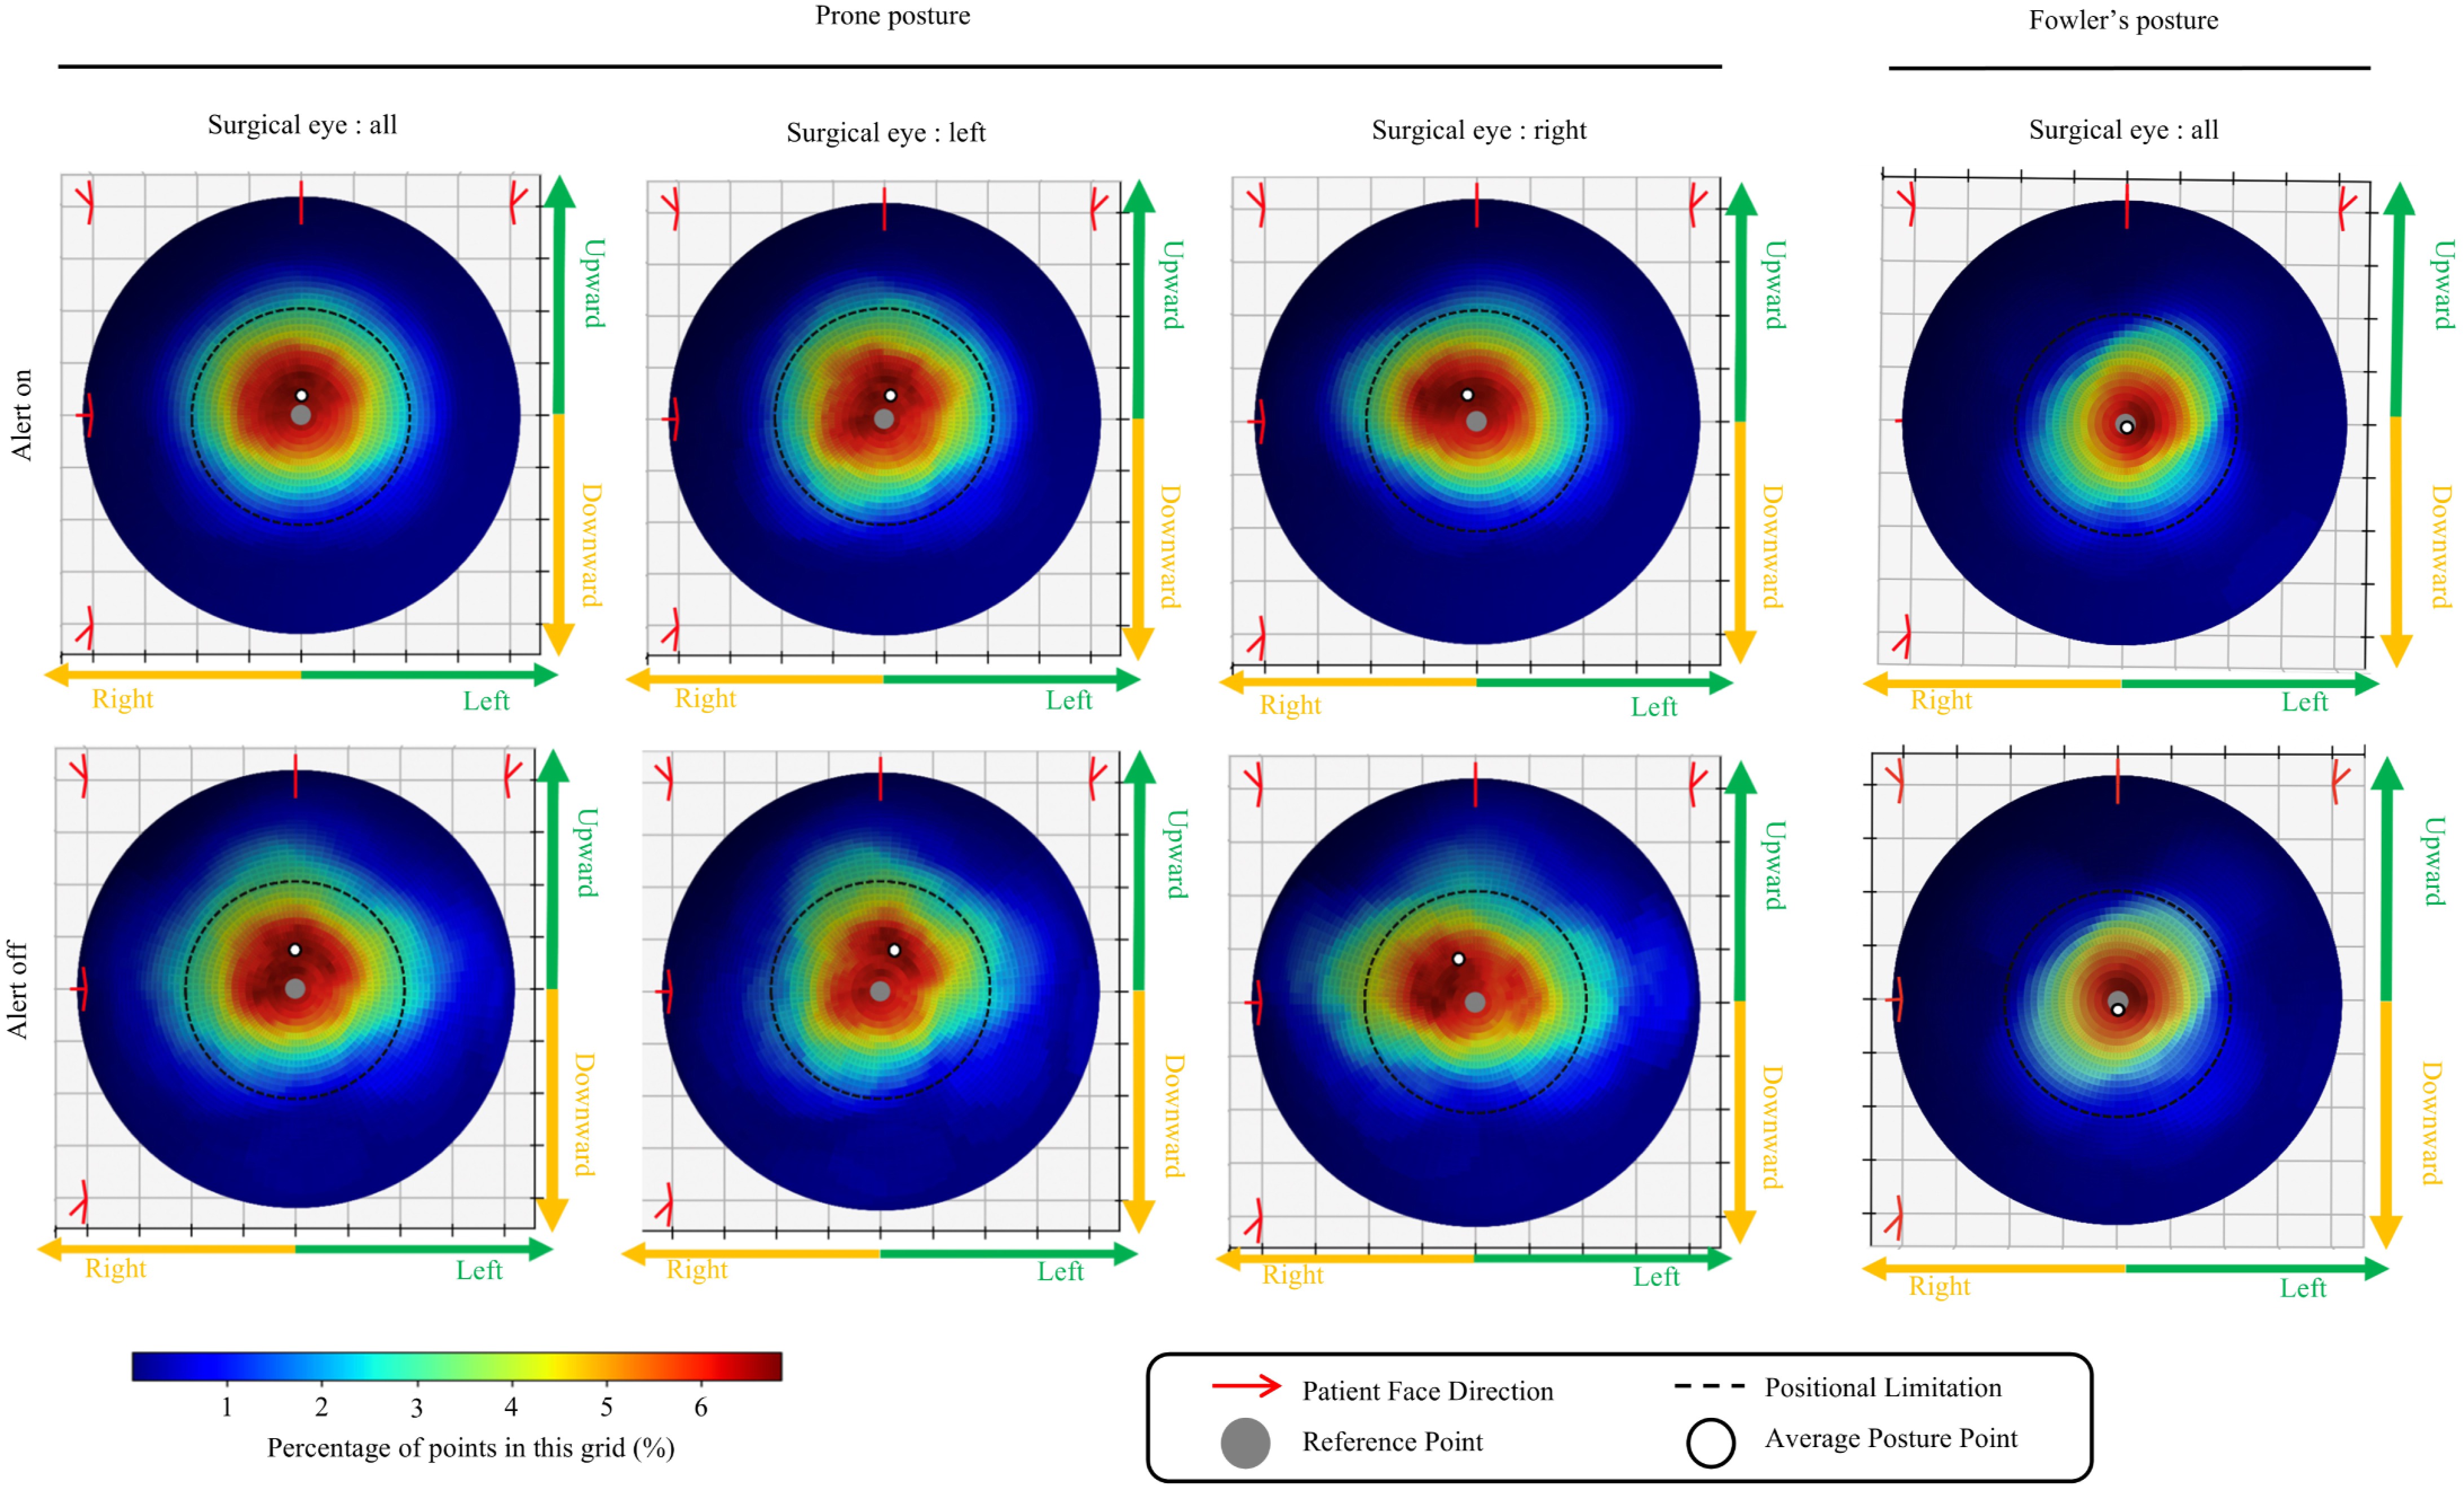 Prone posture
Fowler's posture
Surgical eye : all
Surgical eye : left
Surgical eye : right
Surgical eye : all
Alert on
Upward
Downward
Right
Left
Upward
Downward
Right
Left
Upward
Downward
Right
Left
Upward
Downward
Right
Left
Alert off
Upward
Downward
Right
Left
Upward
Downward
Right
Left
Upward
Downward
Right
Left
Upward
Downward
Right
Left
1 2 3 4 5 6
Percentage of points in this grid (%)
Patient Face Direction
Positional Limitation
Reference Point
Average Posture Point